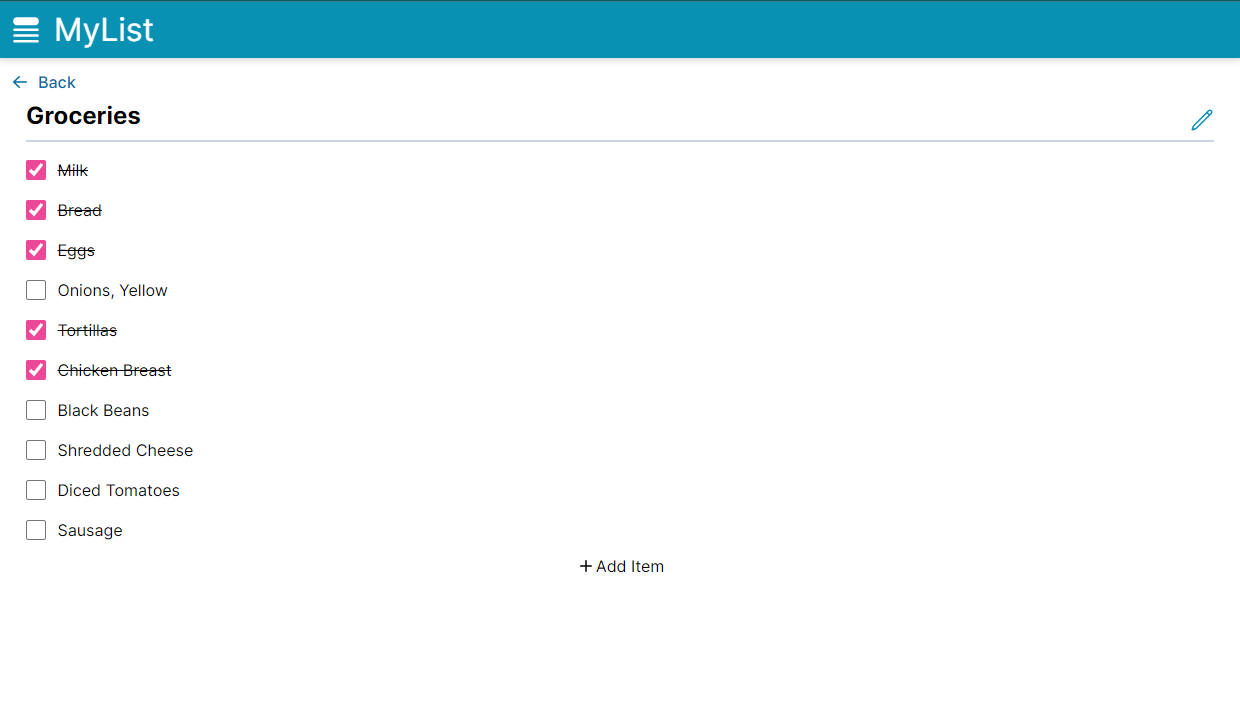 MyList
Back
Groceries
Milk
Bread
Eggs
Onions, Yellow
Tortillas
Chicken Breast
Black Beans
Shredded Cheese
Diced Tomatoes
Sausage
+ Add Item